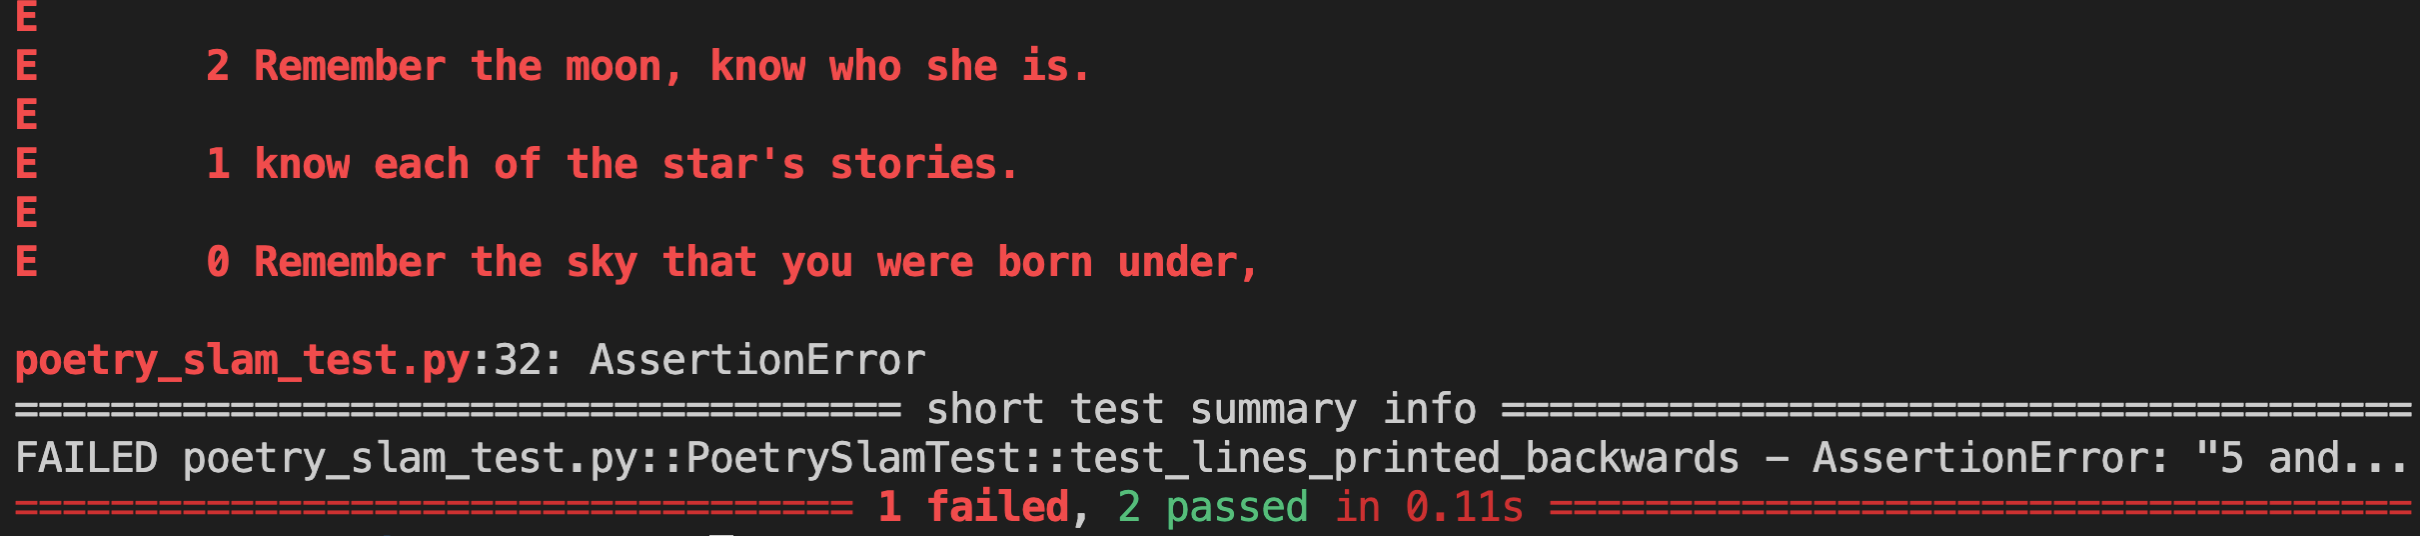 E
E 2 Remember the moon, know who she is.
E
E 1 know each of the star's stories.
E
E 0 Remember the sky that you were born under,
poetry_slam_test.py:32: AssertionError
===================================== short test summary info ======================================
FAILED poetry_slam_test.py::PoetrySlamTest::test_lines_printed_backwards - AssertionError: "5 and...
=================================== 1 failed, 2 passed in 0.11s ====================================